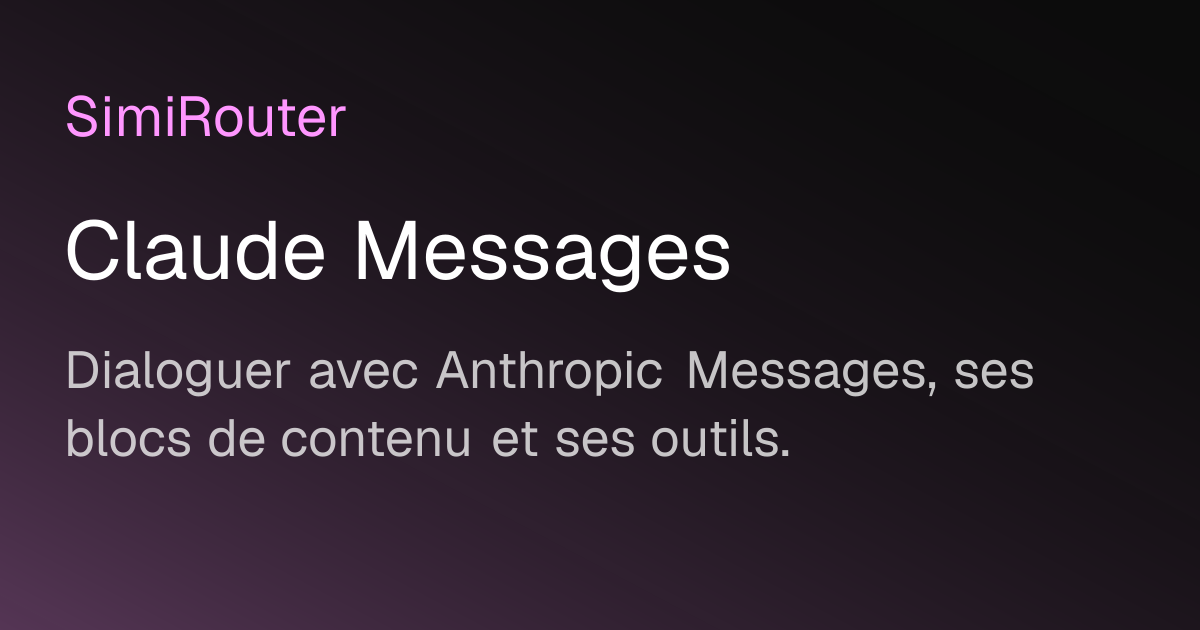 SimiRouter
Claude Messages
Dialoguer avec Anthropic Messages, ses
blocs de contenu et ses outils.